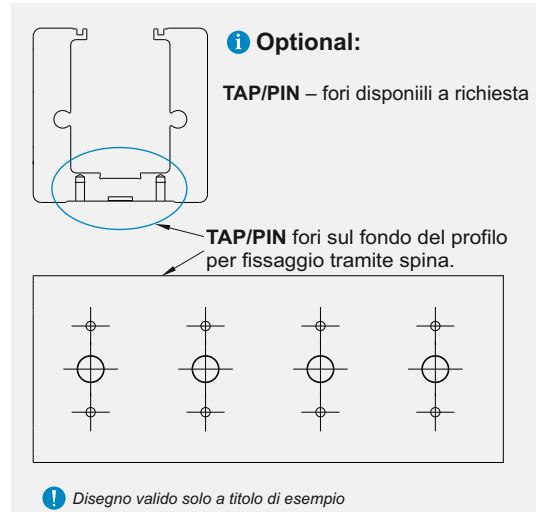 i Optional:
TAP/PIN – fori disponiili a richiesta
TAP/PIN fori sul fondo del profilo
per fissaggio tramite spina.
! Disegno valido solo a titolo di esempio